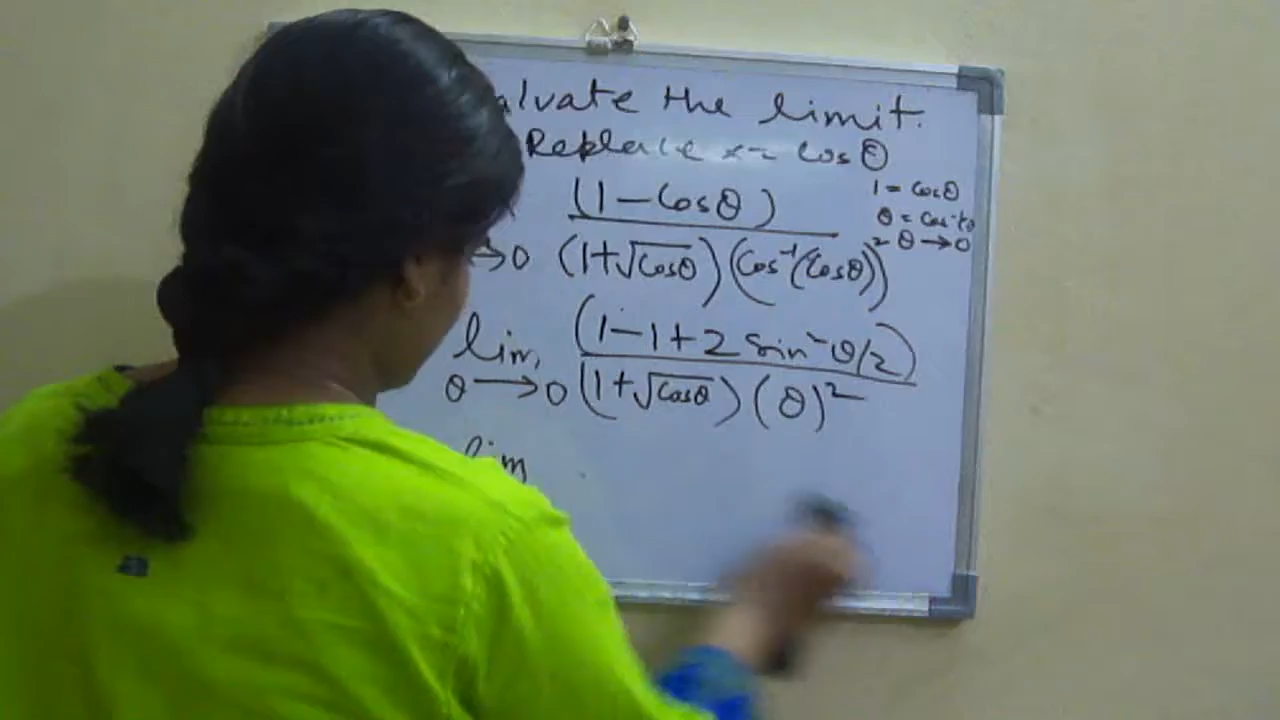 alvate the limit.
Replace x = cos θ
(1 - Cos θ)
1 = Cos θ
θ = Cos⁻¹
θ → 0
→ 0 (1 + √Cos θ) (Cos⁻¹(Cos θ))²
lim (1 - 1 + 2 sin² θ/2)
θ → 0 (1 + √Cos θ) (θ)²
lim